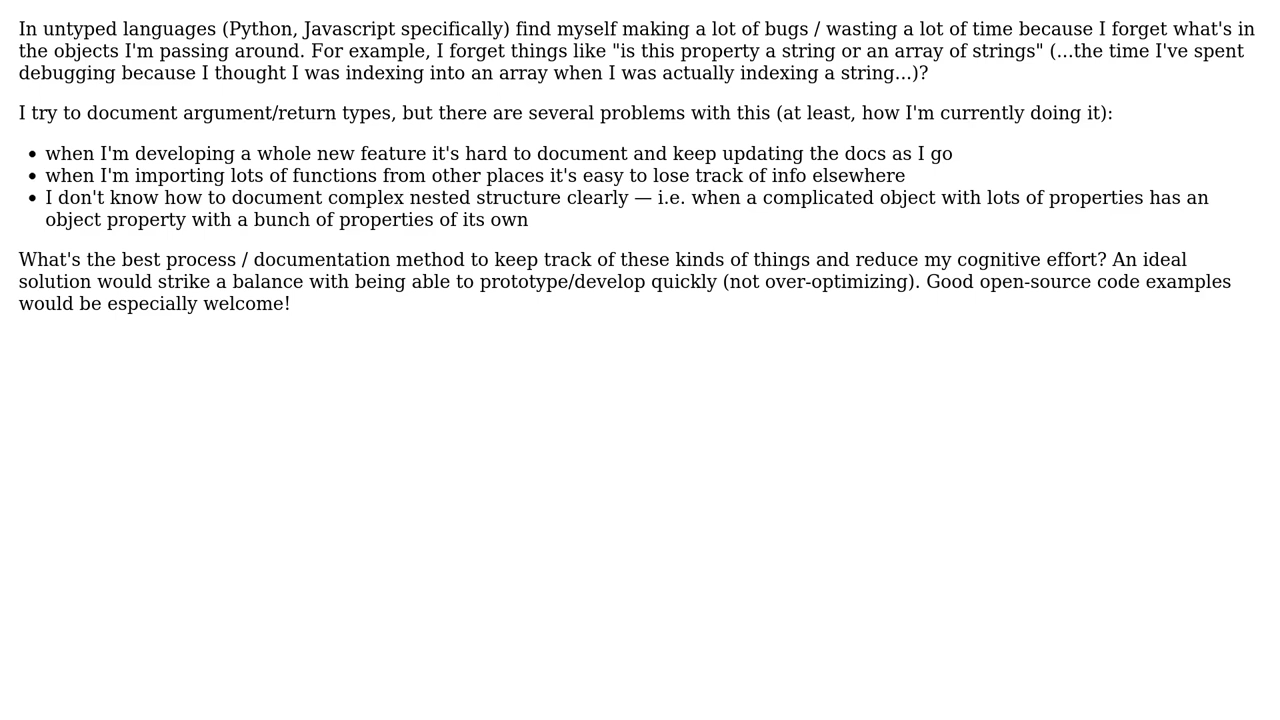 In untyped languages (Python, Javascript specifically) find myself making a lot of bugs / wasting a lot of time because I forget what's in
the objects I'm passing around. For example, I forget things like "is this property a string or an array of strings" (...the time I've spent
debugging because I thought I was indexing into an array when I was actually indexing a string...)?
I try to document argument/return types, but there are several problems with this (at least, how I'm currently doing it):
• when I'm developing a whole new feature it's hard to document and keep updating the docs as I go
• when I'm importing lots of functions from other places it's easy to lose track of info elsewhere
• I don't know how to document complex nested structure clearly — i.e. when a complicated object with lots of properties has an
object property with a bunch of properties of its own
What's the best process / documentation method to keep track of these kinds of things and reduce my cognitive effort? An ideal
solution would strike a balance with being able to prototype/develop quickly (not over-optimizing). Good open-source code examples
would be especially welcome!